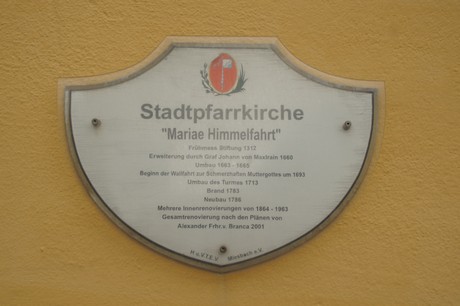 Stadtpfarrkirche
"Mariae Himmelfahrt"
Frühmess Stiftung 1312
Erweiterung durch Graf Johann von Maxlrain 1660
Umbau 1663 - 1665
Beginn der Wallfahrt zur Schmerzhaften Muttergottes um 1693
Umbau des Turmes 1713
Brand 1783
Neubau 1786
Mehrere Innenrenovierungen von 1864 - 1963
Gesamtrenovierung nach den Plänen von
Alexander Frhr.v. Branca 2001
Miesbach e.V.